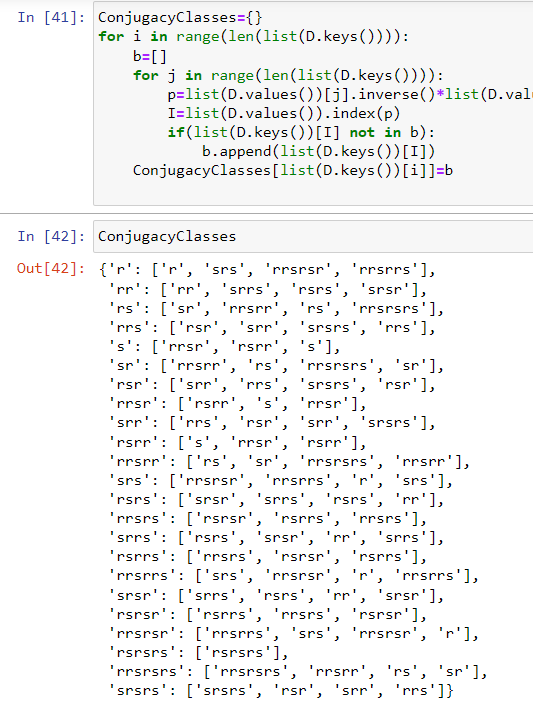 In [41]: ConjugacyClasses={}
for i in range(len(list(D.keys()))):
    b=[]
    for j in range(len(list(D.keys()))):
        p=list(D.values())[j].inverse()*list(D.val
        I=list(D.values()).index(p)
        if(list(D.keys())[I] not in b):
            b.append(list(D.keys())[I])
    ConjugacyClasses[list(D.keys())[i]]=b
In [42]: ConjugacyClasses
Out[42]: {'r': ['r', 'srs', 'rrsrsr', 'rrsrrs'],
 'rr': ['rr', 'srrs', 'rsrs', 'srsr'],
 'rs': ['sr', 'rrsrr', 'rs', 'rrsrsrs'],
 'rrs': ['rsr', 'srr', 'srsrs', 'rrs'],
 's': ['rrsr', 'rsrr', 's'],
 'sr': ['rrsrr', 'rs', 'rrsrsrs', 'sr'],
 'rsr': ['srr', 'rrs', 'srsrs', 'rsr'],
 'rrsr': ['rsrr', 's', 'rrsr'],
 'srr': ['rrs', 'rsr', 'srr', 'srsrs'],
 'rsrr': ['s', 'rrsr', 'rsrr'],
 'rrsrr': ['rs', 'sr', 'rrsrsrs', 'rrsrr'],
 'srs': ['rrsrsr', 'rrsrrs', 'r', 'srs'],
 'rsrs': ['srsr', 'srrs', 'rsrs', 'rr'],
 'rrsrs': ['rsrsr', 'rsrrs', 'rrsrs'],
 'srrs': ['rsrs', 'srsr', 'rr', 'srrs'],
 'rsrrs': ['rrsrs', 'rsrsr', 'rsrrs'],
 'rrsrrs': ['srs', 'rrsrsr', 'r', 'rrsrrs'],
 'srsr': ['srrs', 'rsrs', 'rr', 'srsr'],
 'rsrsr': ['rsrrs', 'rrsrs', 'rsrsr'],
 'rrsrsr': ['rrsrrs', 'srs', 'rrsrsr', 'r'],
 'rsrsrs': ['rsrsrs'],
 'rrsrsrs': ['rrsrsrs', 'rrsrr', 'rs', 'sr'],
 'srsrs': ['srsrs', 'rsr', 'srr', 'rrs']}